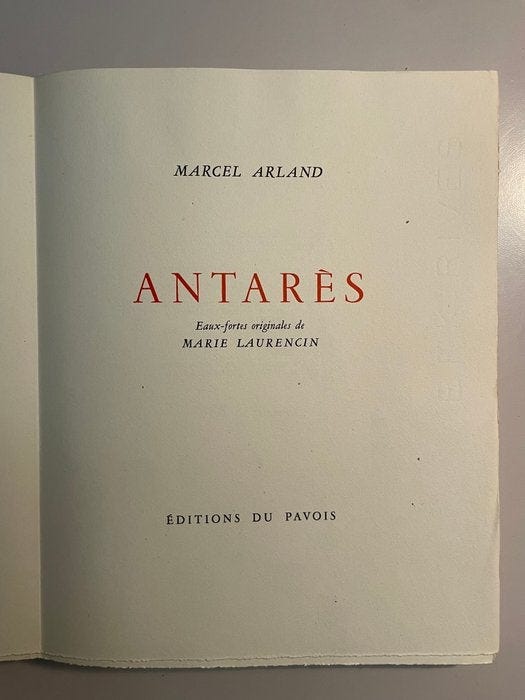 MARCEL ARLAND
ANTARÈS
Eaux-fortes originales de
MARIE LAURENCIN
ÉDITIONS DU PAVOIS